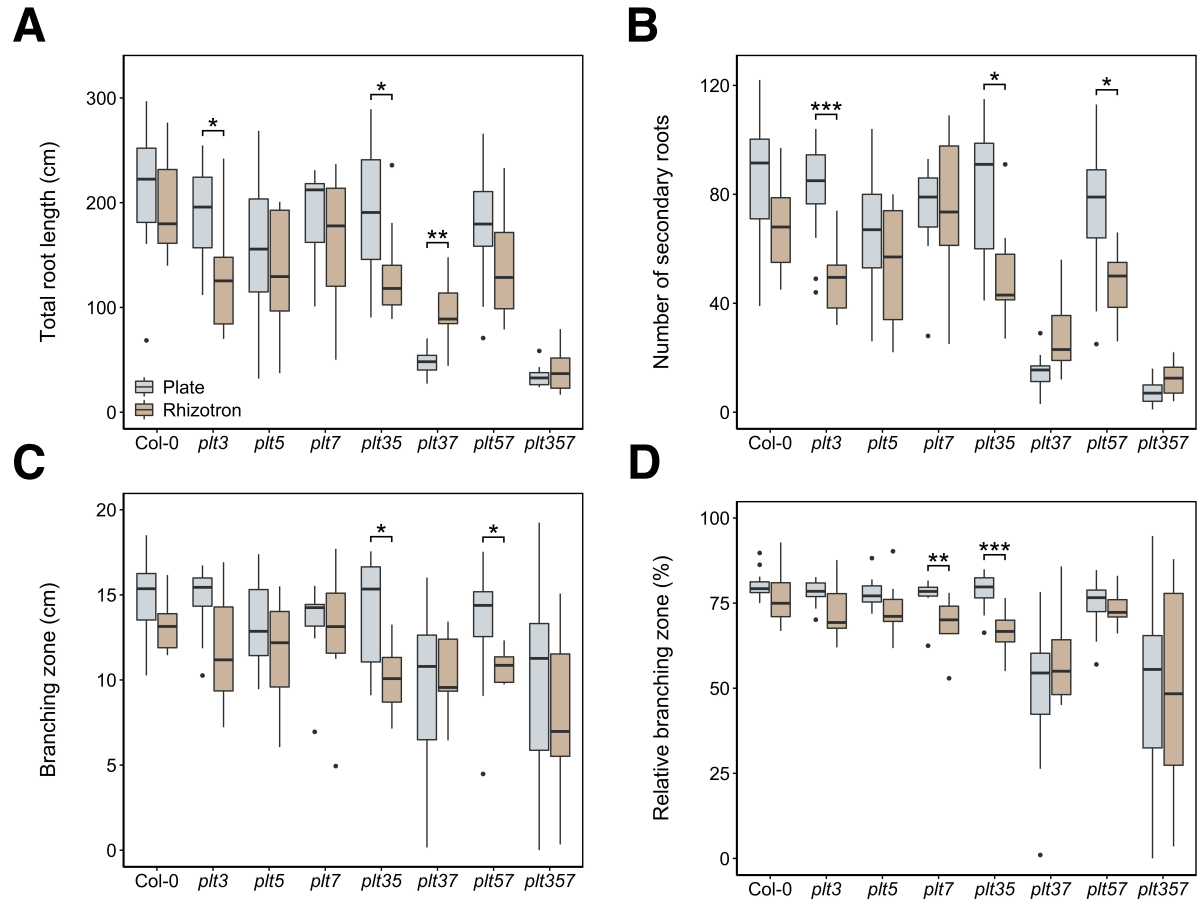 A
Total root length (cm)
300
200
100
0
*
*
**
Plate
Rhizotron
Col-0 plt3 plt5 plt7 plt35 plt37 plt57 plt357
B
Number of secondary roots
120
80
40
0
***
*
*
Col-0 plt3 plt5 plt7 plt35 plt37 plt57 plt357
C
Branching zone (cm)
20
15
10
5
0
*
*
Col-0 plt3 plt5 plt7 plt35 plt37 plt57 plt357
D
Relative branching zone (%)
100
75
50
25
0
**
***
Col-0 plt3 plt5 plt7 plt35 plt37 plt57 plt357